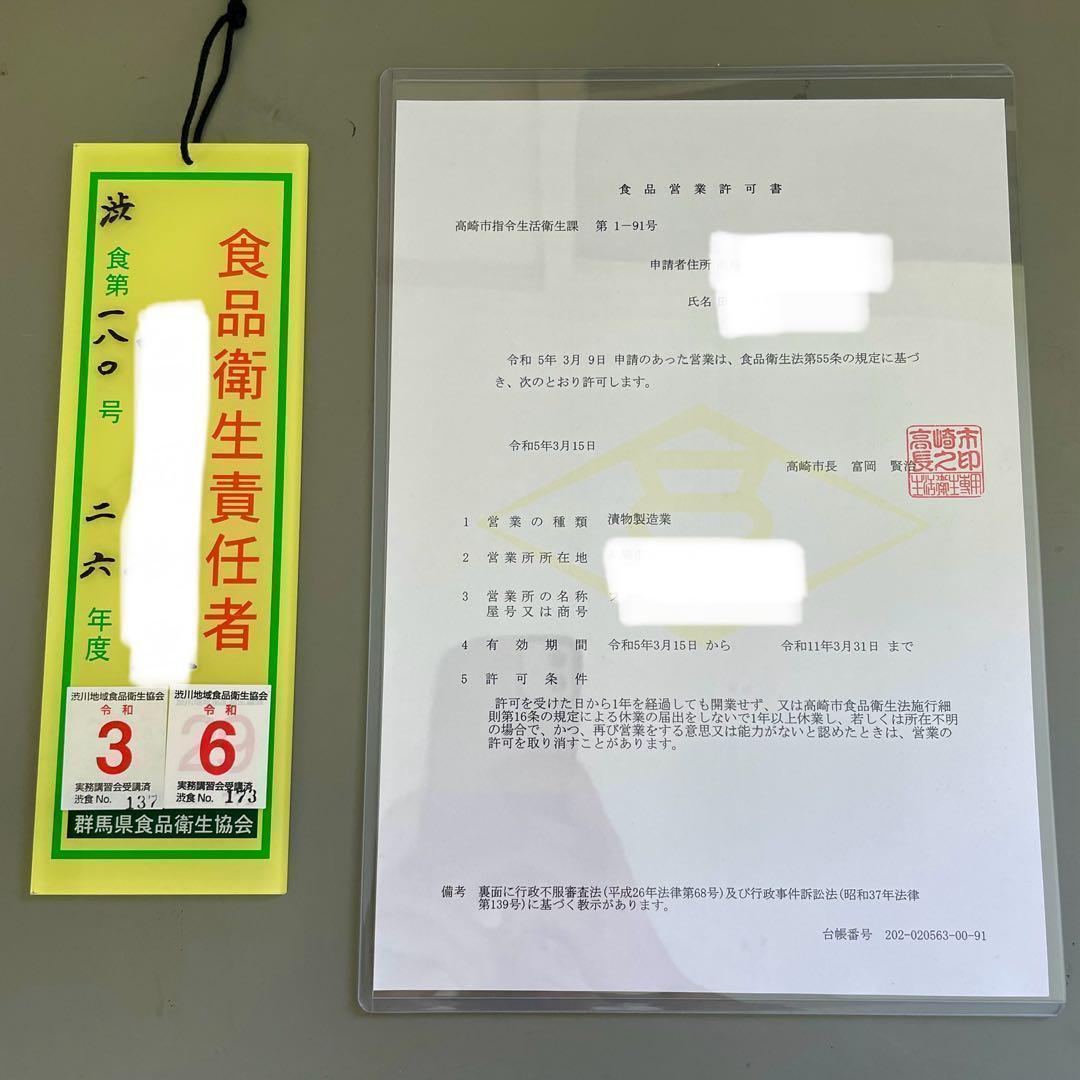 渋
食第一八〇号
二六年度
食品衛生責任者
渋川地域食品衛生協会
令和
3
実務講習会受講済
渋食No. 137
渋川地域食品衛生協会
令和
6
実務講習会受講済
渋食No. 173
群馬県食品衛生協会
食品営業許可書
高崎市指令生活衛生課 第 1-91号
申請者住所
氏名
令和 5年 3月 9日 申請のあった営業は、食品衛生法第55条の規定に基づ
き、次のとおり許可します。
令和5年3月15日
高崎市長 富岡 賢治
高崎市
長之印
1 営業の種類 漬物製造業
2 営業所所在地
3 営業所の名称
屋号又は商号
4 有効期間 令和5年3月15日 から 令和11年3月31日 まで
5 許可条件
許可を受けた日から1年を経過しても開業せず、又は高崎市食品衛生法施行細
則第16条の規定による休業の届出をしないで1年以上休業し、若しくは所在不明
の場合で、かつ、再び営業をする意思又は能力がないと認めたときは、営業の
許可を取り消すことがあります。
備考 裏面に行政不服審査法(平成26年法律第68号)及び行政事件訴訟法(昭和37年法律
第139号)に基づく教示があります。
台帳番号 202-020563-00-91